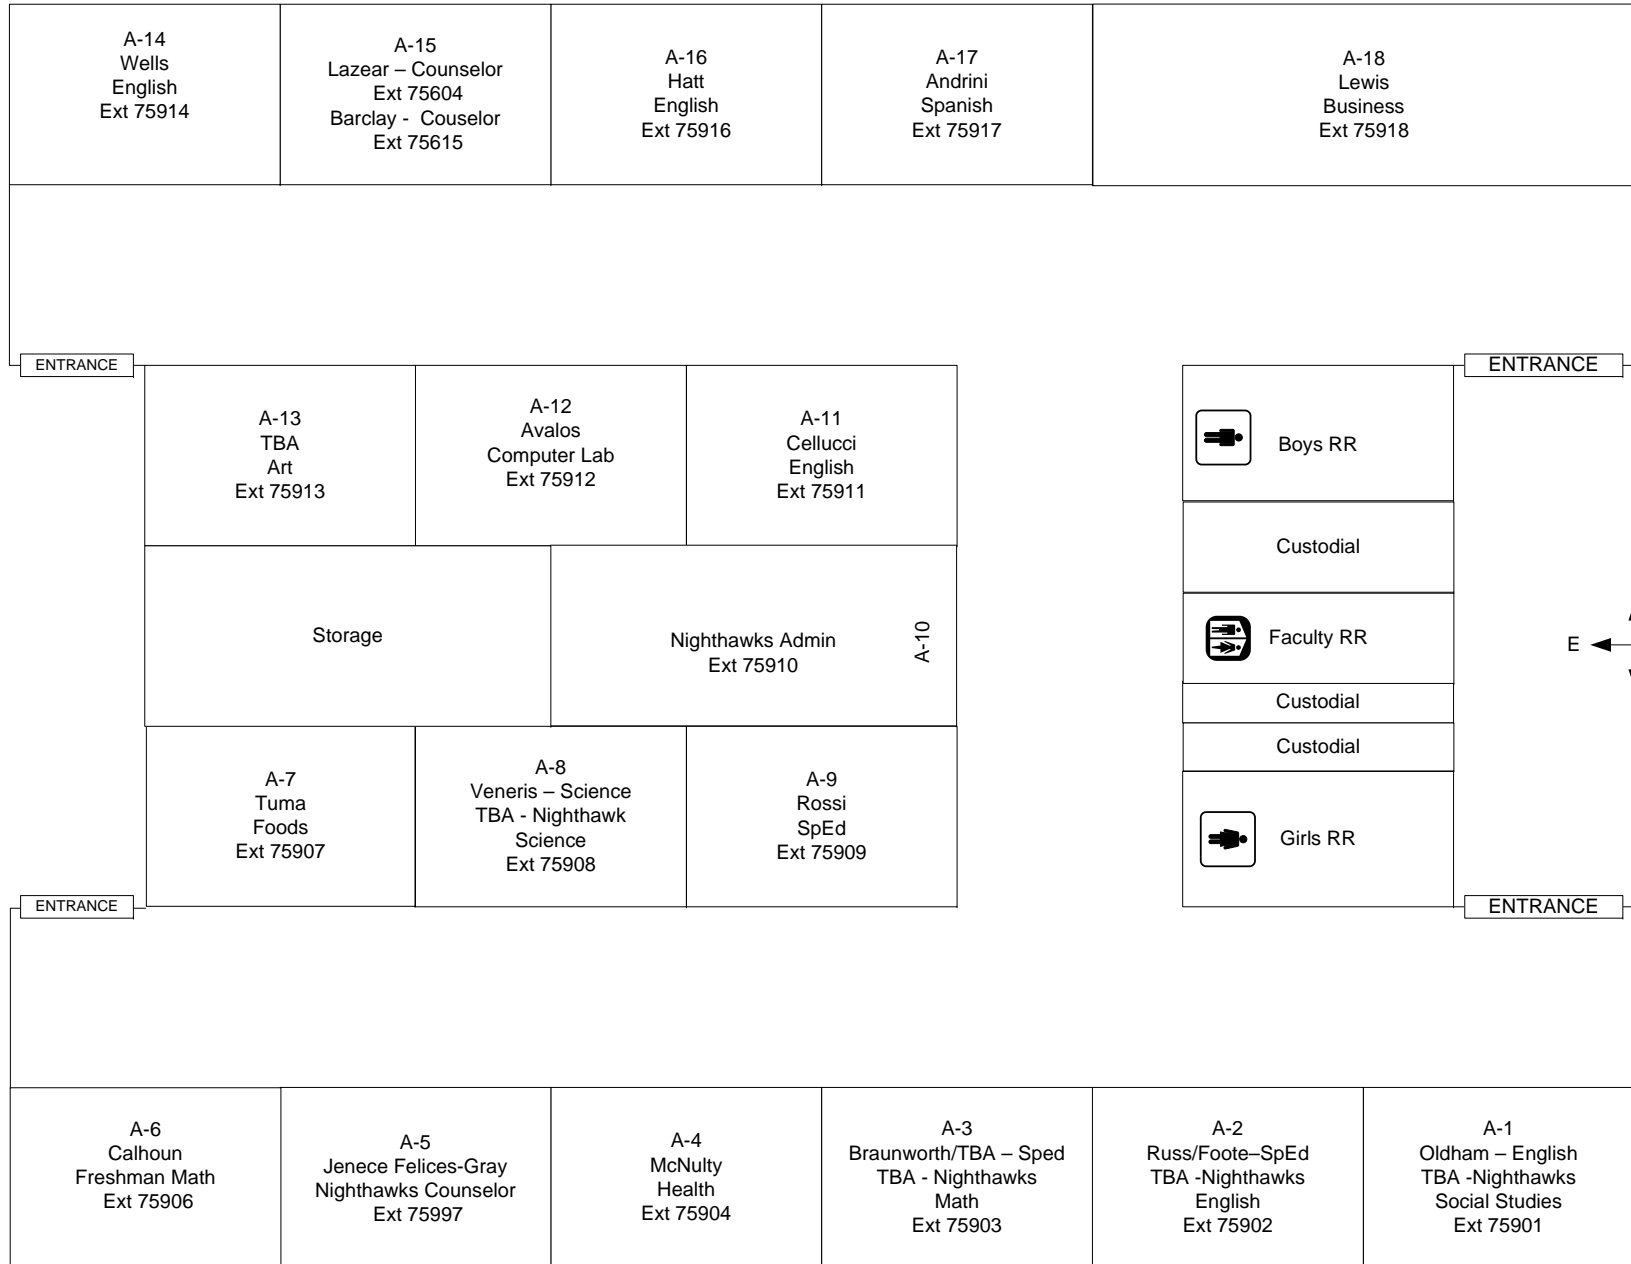 A-14
Wells
English
Ext 75914
A-15
Lazear – Counselor
Ext 75604
Barclay - Couselor
Ext 75615
A-16
Hatt
English
Ext 75916
A-17
Andrini
Spanish
Ext 75917
A-18
Lewis
Business
Ext 75918
ENTRANCE
ENTRANCE
A-13
TBA
Art
Ext 75913
A-12
Avalos
Computer Lab
Ext 75912
A-11
Cellucci
English
Ext 75911
Boys RR
Custodial
Storage
Nighthawks Admin
Ext 75910
A-10
Faculty RR
E
Custodial
Custodial
A-7
Tuma
Foods
Ext 75907
A-8
Veneris – Science
TBA - Nighthawk
Science
Ext 75908
A-9
Rossi
SpEd
Ext 75909
Girls RR
ENTRANCE
ENTRANCE
A-6
Calhoun
Freshman Math
Ext 75906
A-5
Jenece Felices-Gray
Nighthawks Counselor
Ext 75997
A-4
McNulty
Health
Ext 75904
A-3
Braunworth/TBA – Sped
TBA - Nighthawks
Math
Ext 75903
A-2
Russ/Foote–SpEd
TBA -Nighthawks
English
Ext 75902
A-1
Oldham – English
TBA -Nighthawks
Social Studies
Ext 75901